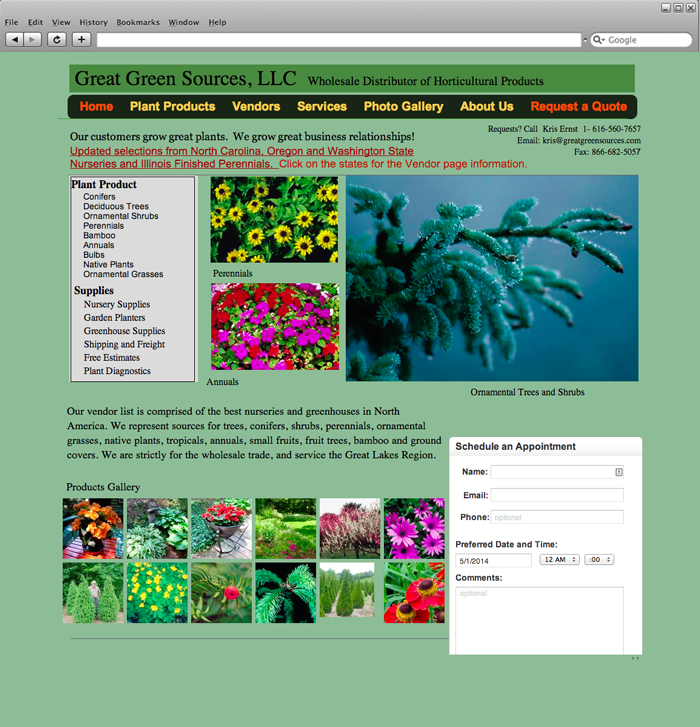 File Edit View History Bookmarks Window Help
Google
Great Green Sources, LLC Wholesale Distributor of Horticultural Products
Home Plant Products Vendors Services Photo Gallery About Us Request a Quote
Requests? Call Kris Ernst 1- 616-560-7657
Email: kris@greatgreensources.com
Fax: 866-682-5057
Our customers grow great plants. We grow great business relationships!
Updated selections from North Carolina, Oregon and Washington State
Nurseries and Illinois Finished Perennials. Click on the states for the Vendor page information.
Plant Product
Conifers
Deciduous Trees
Ornamental Shrubs
Perennials
Bamboo
Annuals
Bulbs
Native Plants
Ornamental Grasses
Supplies
Nursery Supplies
Garden Planters
Greenhouse Supplies
Shipping and Freight
Free Estimates
Plant Diagnostics
Perennials
Annuals
Ornamental Trees and Shrubs
Our vendor list is comprised of the best nurseries and greenhouses in North
America. We represent sources for trees, conifers, shrubs, perennials, ornamental
grasses, native plants, tropicals, annuals, small fruits, fruit trees, bamboo and ground
covers. We are strictly for the wholesale trade, and service the Great Lakes Region.
Products Gallery
Schedule an Appointment
Name:
Email:
Phone: optional
Preferred Date and Time:
5/1/2014 12 AM :00
Comments:
optional